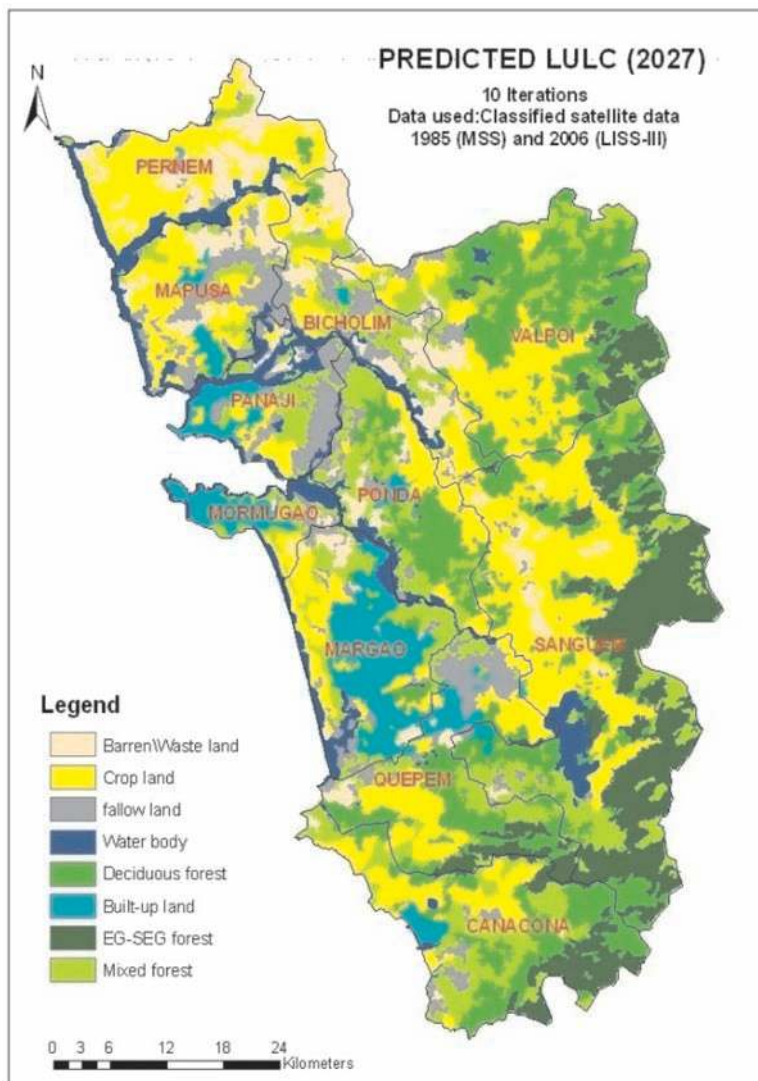 PREDICTED LULC (2027)
10 Iterations
Data used:Classified satellite data
1985 (MSS) and 2006 (LISS-III)
N
PERNEM
MAPUSA
BICHOLIM
VALPOI
PANAJI
PONDA
MORMUGAO
MARGAO
SANGUEM
QUEPEM
CANACONA
Legend
Barren\Waste land
Crop land
fallow land
Water body
Deciduous forest
Built-up land
EG-SEG forest
Mixed forest
0 3 6 12 18 24
Kilometers